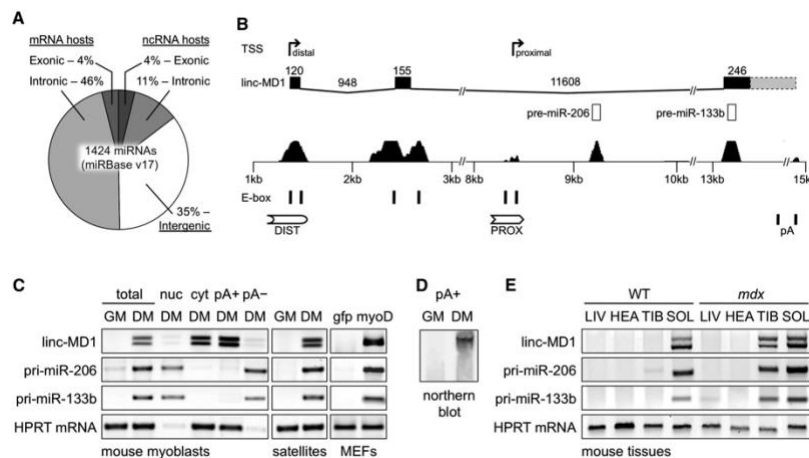 A
mRNA hosts ncRNA hosts
Exonic – 4% 4% – Exonic
Intronic – 46% 11% – Intronic
1424 miRNAs
(miRBase v17)
35% –
Intergenic
B
TSS distal proximal
120 155 246
linc-MD1 948 11608
pre-miR-206 pre-miR-133b
1kb 2kb 3kb 8kb 9kb 10kb 13kb 15k
E-box
DIST PROX pA
C
total nuc cyt pA+ pA–
GM DM DM DM DM DM GM DM gfp myoD
linc-MD1
pri-miR-206
pri-miR-133b
HPRT mRNA
mouse myoblasts satellites MEFs
D
pA+
GM DM
northern
blot
E
WT mdx
LIV HEA TIB SOL LIV HEA TIB SOL
linc-MD1
pri-miR-206
pri-miR-133b
HPRT mRNA
mouse tissues